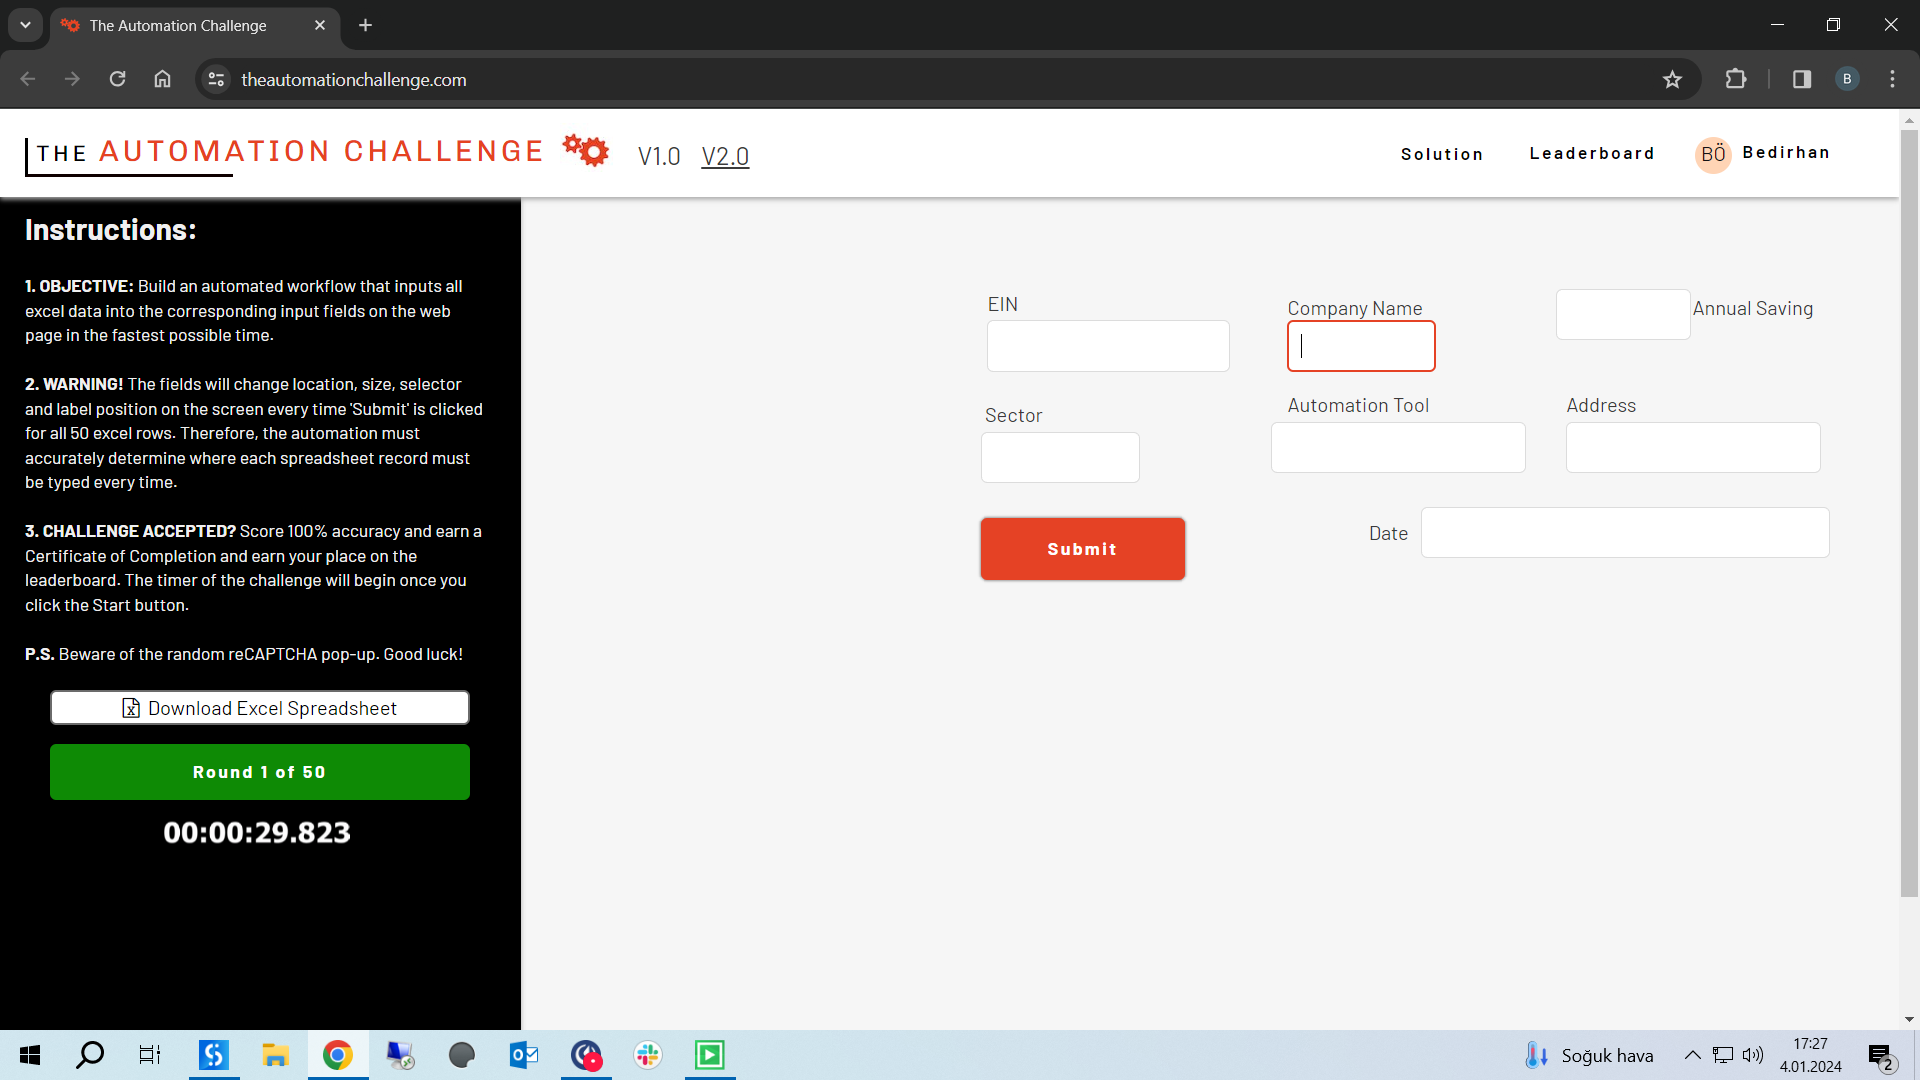 The Automation Challenge
theautomationchallenge.com
B
THE AUTOMATION CHALLENGE
V1.0 V2.0
Solution
Leaderboard
BÖ Bedirhan
Instructions:
1. OBJECTIVE: Build an automated workflow that inputs all
excel data into the corresponding input fields on the web
page in the fastest possible time.
2. WARNING! The fields will change location, size, selector
and label position on the screen every time 'Submit' is clicked
for all 50 excel rows. Therefore, the automation must
accurately determine where each spreadsheet record must
be typed every time.
3. CHALLENGE ACCEPTED? Score 100% accuracy and earn a
Certificate of Completion and earn your place on the
leaderboard. The timer of the challenge will begin once you
click the Start button.
P.S. Beware of the random reCAPTCHA pop-up. Good luck!
Download Excel Spreadsheet
Round 1 of 50
00:00:29.823
EIN
Company Name
Annual Saving
Sector
Automation Tool
Address
Submit
Date
Soğuk hava
17:27
4.01.2024
2